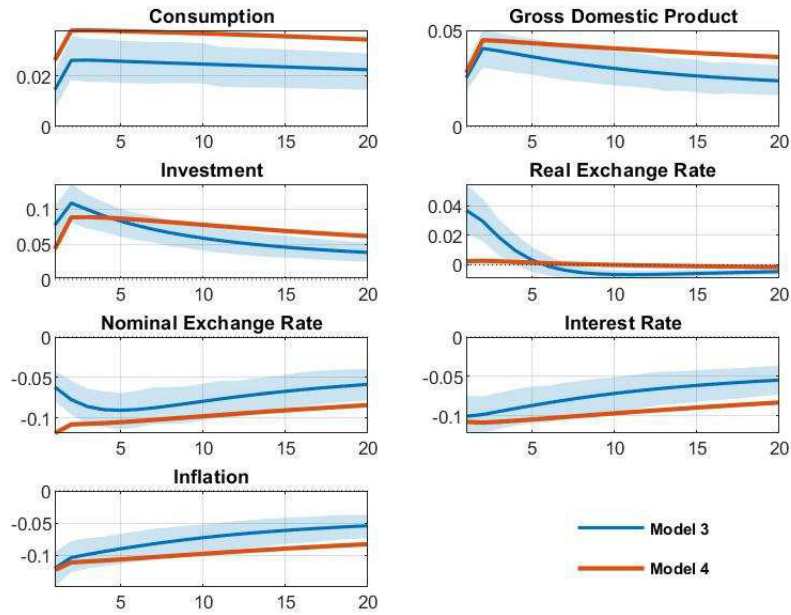 Consumption
0.02
0
5 10 15 20
Gross Domestic Product
0.05
0
5 10 15 20
Investment
0.1
0.05
0
5 10 15 20
Real Exchange Rate
0.04
0.02
0
5 10 15 20
Nominal Exchange Rate
0
-0.05
-0.1
5 10 15 20
Interest Rate
0
-0.05
-0.1
5 10 15 20
Inflation
0
-0.05
-0.1
5 10 15 20
Model 3
Model 4